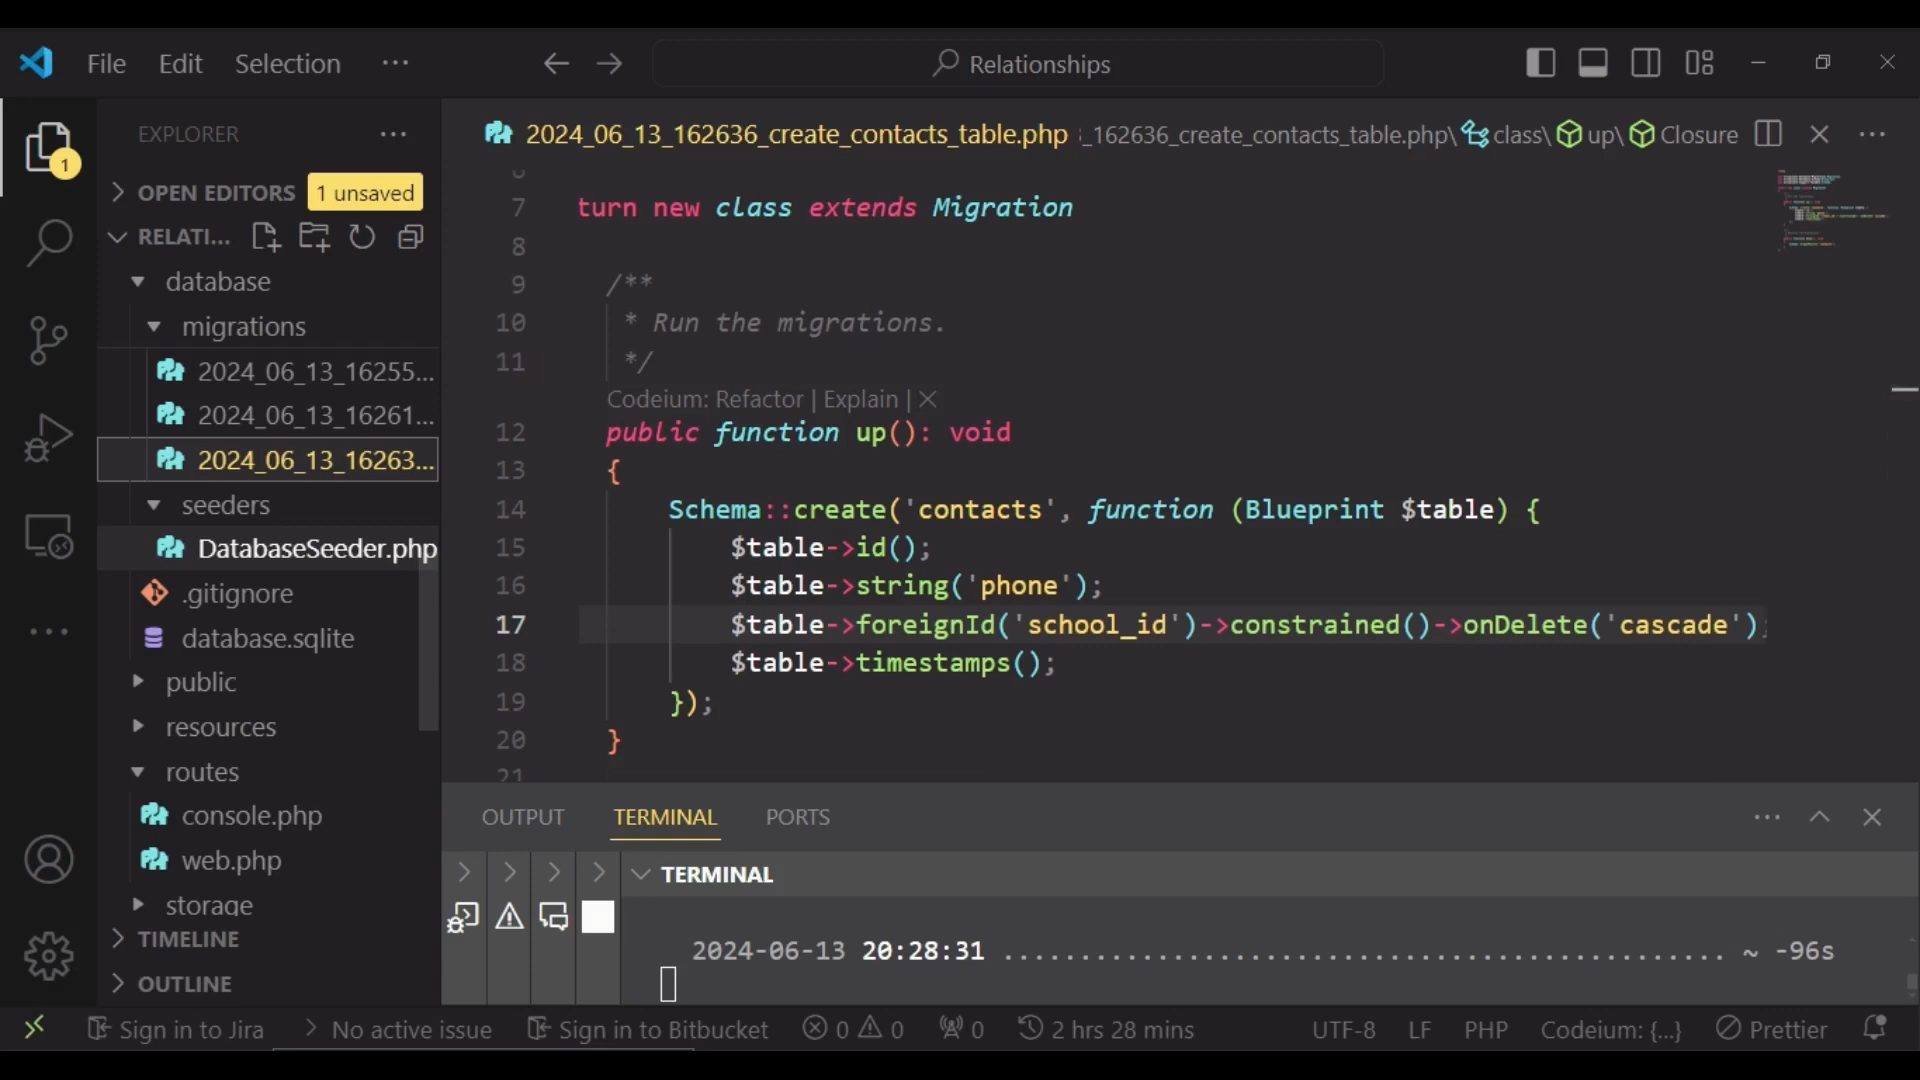 File Edit Selection ··· Relationships
EXPLORER ···
OPEN EDITORS 1 unsaved
RELATI...
database
migrations
2024_06_13_16255...
2024_06_13_16261...
2024_06_13_16263...
seeders
DatabaseSeeder.php
.gitignore
database.sqlite
public
resources
routes
console.php
web.php
storage
TIMELINE
OUTLINE
2024_06_13_162636_create_contacts_table.php _162636_create_contacts_table.php\ class\ up\ Closure ···
7 turn new class extends Migration
8
9 /**
10 * Run the migrations.
11 */
Codeium: Refactor | Explain | ×
12 public function up(): void
13 {
14 Schema::create('contacts', function (Blueprint $table) {
15 $table->id();
16 $table->string('phone');
17 $table->foreignId('school_id')->constrained()->onDelete('cascade');
18 $table->timestamps();
19 });
20 }
21
OUTPUT TERMINAL PORTS ···
TERMINAL
2024-06-13 20:28:31 .............................................. ~ -96s
1
Sign in to Jira > No active issue Sign in to Bitbucket 0 0 0 2 hrs 28 mins UTF-8 LF PHP Codeium: {...} Prettier